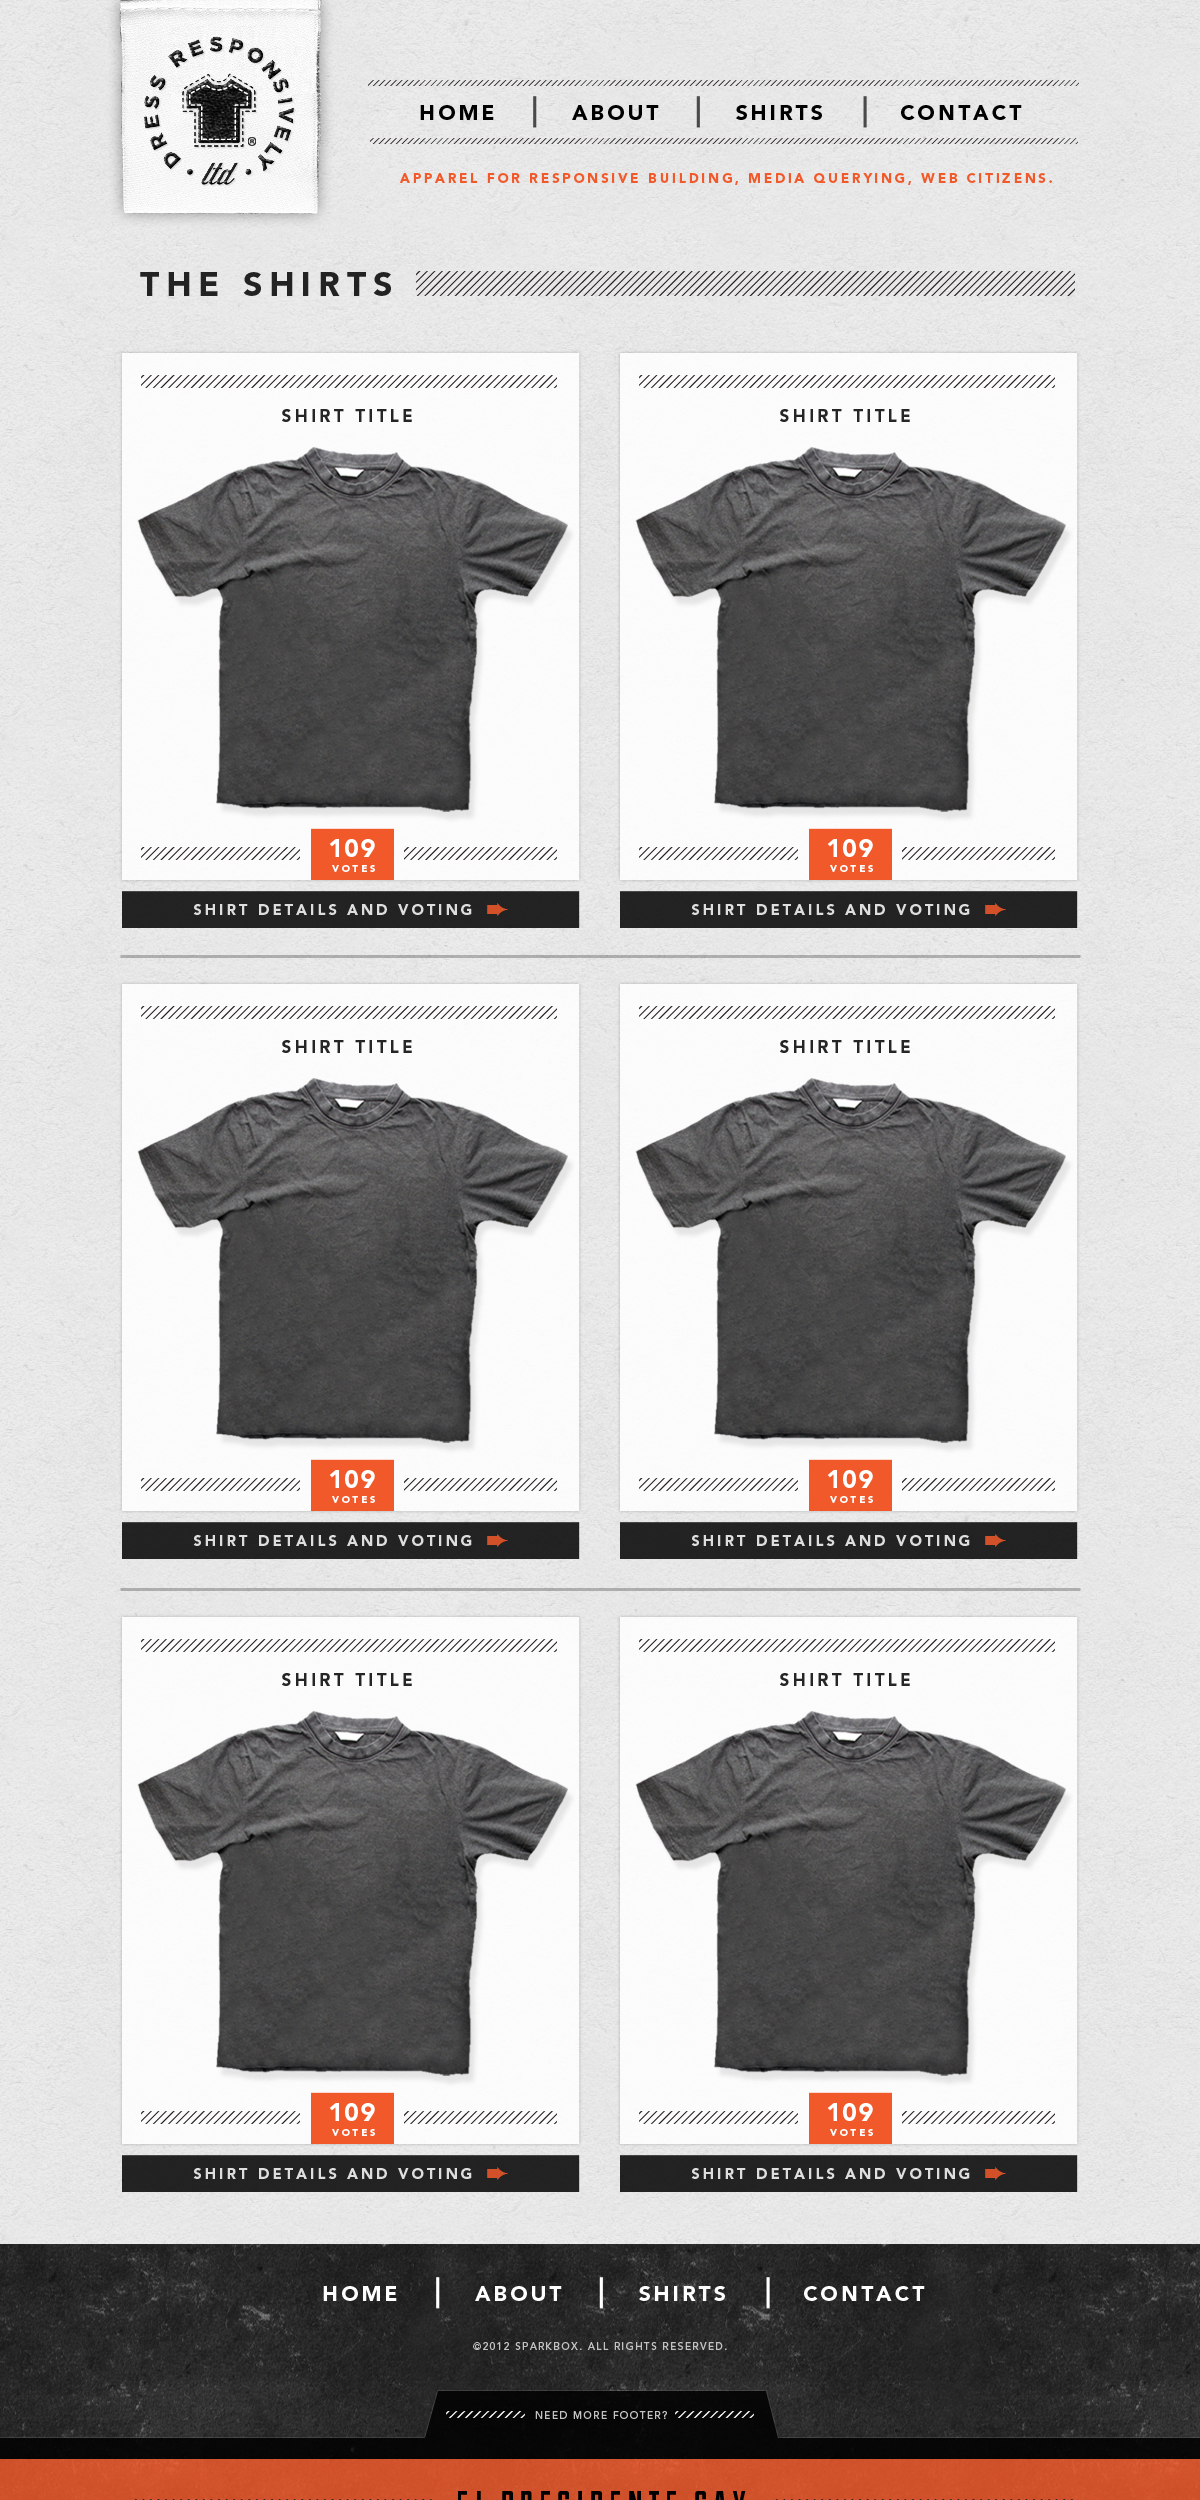 DRESS RESPONSIVELY
®
• ltd •
HOME | ABOUT | SHIRTS | CONTACT
APPAREL FOR RESPONSIVE BUILDING, MEDIA QUERYING, WEB CITIZENS.
THE SHIRTS
SHIRT TITLE
109
VOTES
SHIRT DETAILS AND VOTING
SHIRT TITLE
109
VOTES
SHIRT DETAILS AND VOTING
SHIRT TITLE
109
VOTES
SHIRT DETAILS AND VOTING
SHIRT TITLE
109
VOTES
SHIRT DETAILS AND VOTING
SHIRT TITLE
109
VOTES
SHIRT DETAILS AND VOTING
SHIRT TITLE
109
VOTES
SHIRT DETAILS AND VOTING
HOME | ABOUT | SHIRTS | CONTACT
©2012 SPARKBOX. ALL RIGHTS RESERVED.
NEED MORE FOOTER?
EL PRESIDENTE SAY